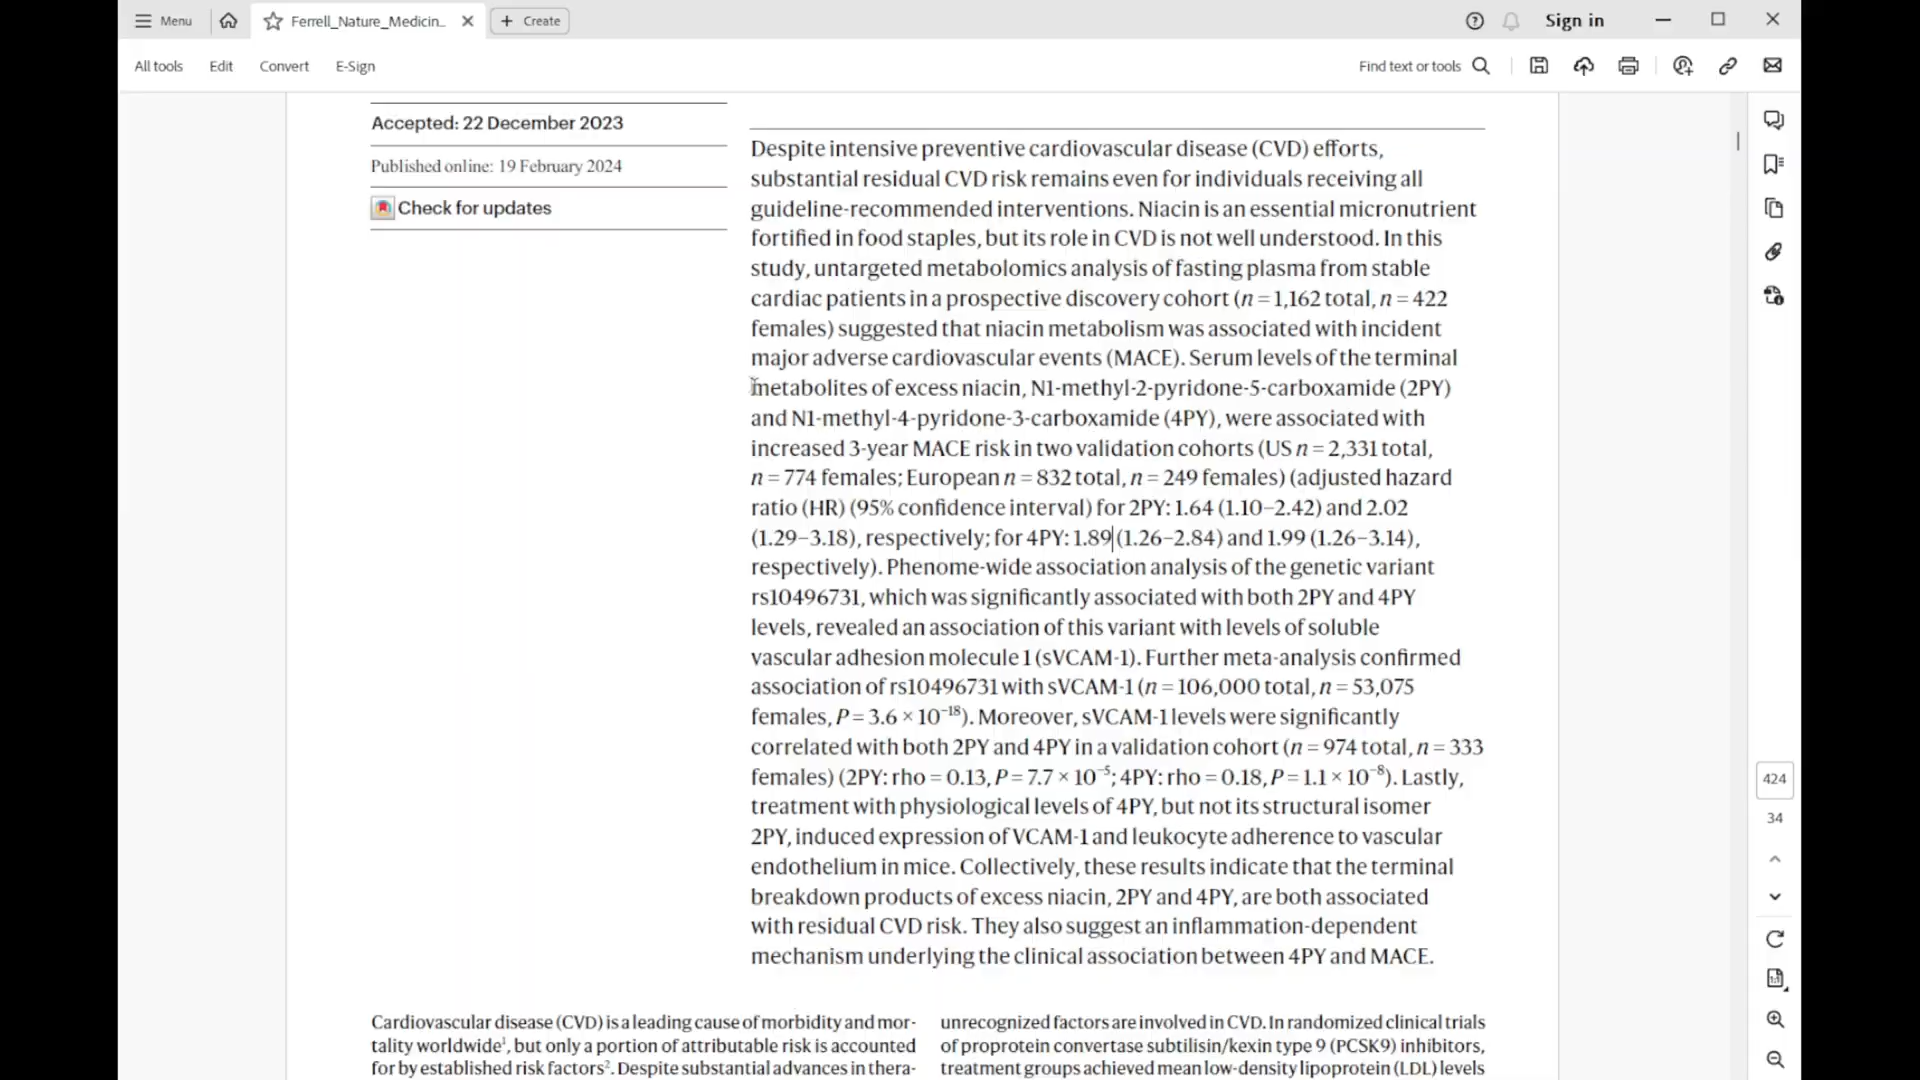 Menu
Ferrell_Nature_Medicin...
Create
Sign in
All tools
Edit
Convert
E-Sign
Find text or tools
Accepted: 22 December 2023
Published online: 19 February 2024
Check for updates
Despite intensive preventive cardiovascular disease (CVD) efforts,
substantial residual CVD risk remains even for individuals receiving all
guideline-recommended interventions. Niacin is an essential micronutrient
fortified in food staples, but its role in CVD is not well understood. In this
study, untargeted metabolomics analysis of fasting plasma from stable
cardiac patients in a prospective discovery cohort (n = 1,162 total, n = 422
females) suggested that niacin metabolism was associated with incident
major adverse cardiovascular events (MACE). Serum levels of the terminal
metabolites of excess niacin, N1-methyl-2-pyridone-5-carboxamide (2PY)
and N1-methyl-4-pyridone-3-carboxamide (4PY), were associated with
increased 3-year MACE risk in two validation cohorts (US n = 2,331 total,
n = 774 females; European n = 832 total, n = 249 females) (adjusted hazard
ratio (HR) (95% confidence interval) for 2PY: 1.64 (1.10–2.42) and 2.02
(1.29–3.18), respectively; for 4PY: 1.89 (1.26–2.84) and 1.99 (1.26–3.14),
respectively). Phenome-wide association analysis of the genetic variant
rs10496731, which was significantly associated with both 2PY and 4PY
levels, revealed an association of this variant with levels of soluble
vascular adhesion molecule 1 (sVCAM-1). Further meta-analysis confirmed
association of rs10496731 with sVCAM-1 (n = 106,000 total, n = 53,075
females, P = 3.6 × 10⁻¹⁸). Moreover, sVCAM-1 levels were significantly
correlated with both 2PY and 4PY in a validation cohort (n = 974 total, n = 333
females) (2PY: rho = 0.13, P = 7.7 × 10⁻⁵; 4PY: rho = 0.18, P = 1.1 × 10⁻⁸). Lastly,
treatment with physiological levels of 4PY, but not its structural isomer
2PY, induced expression of VCAM-1 and leukocyte adherence to vascular
endothelium in mice. Collectively, these results indicate that the terminal
breakdown products of excess niacin, 2PY and 4PY, are both associated
with residual CVD risk. They also suggest an inflammation-dependent
mechanism underlying the clinical association between 4PY and MACE.
Cardiovascular disease (CVD) is a leading cause of morbidity and mor-
tality worldwide¹, but only a portion of attributable risk is accounted
for by established risk factors². Despite substantial advances in thera-
unrecognized factors are involved in CVD. In randomized clinical trials
of proprotein convertase subtilisin/kexin type 9 (PCSK9) inhibitors,
treatment groups achieved mean low-density lipoprotein (LDL) levels
424
34